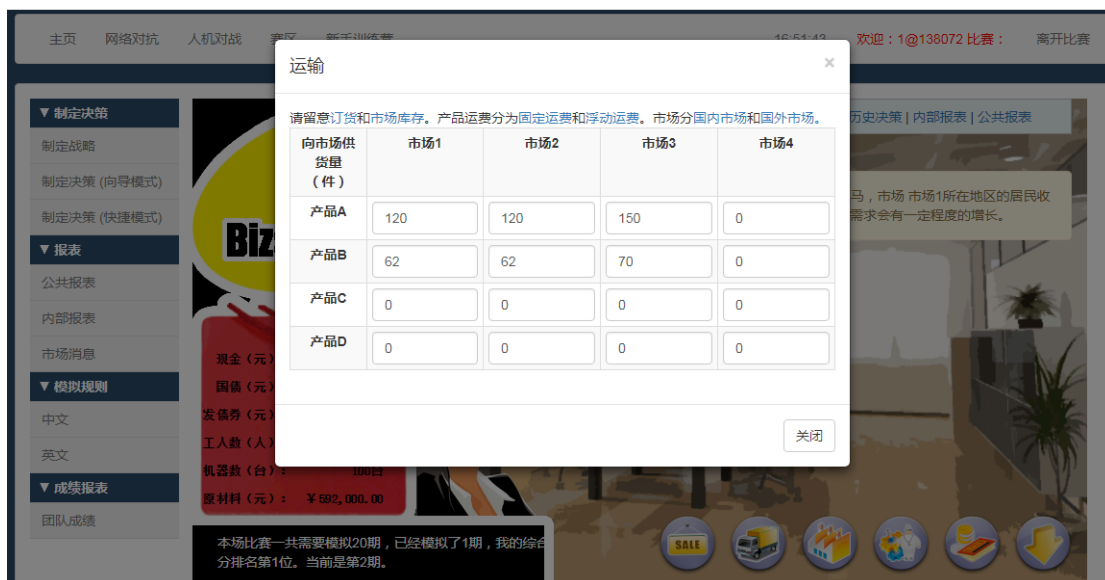 主页 网络对抗 人机对战 赛区 新手训练营 16:51:43 欢迎：1@138072 比赛： 离开比赛
运输 ×
请留意订货和市场库存。产品运费分为固定运费和浮动运费。市场分国内市场和国外市场。
向市场供货量（件） 市场1 市场2 市场3 市场4
产品A 120 120 150 0
产品B 62 62 70 0
产品C 0 0 0 0
产品D 0 0 0 0
关闭
▼ 制定决策
制定战略
制定决策 (向导模式)
制定决策 (快捷模式)
▼ 报表
公共报表
内部报表
市场消息
▼ 模拟规则
中文
英文
▼ 成绩报表
团队成绩
历史决策 | 内部报表 | 公共报表
马，市场 市场1所在地区的居民收
需求会有一定程度的增长。
Biz
现金（元）
国债（元）
发债券（元）
工人数（人）
机器数（台）： 100台
原材料（元）： ￥692,000.00
本场比赛一共需要模拟20期，已经模拟了1期，我的综合
分排名第1位。当前是第2期。
SALE